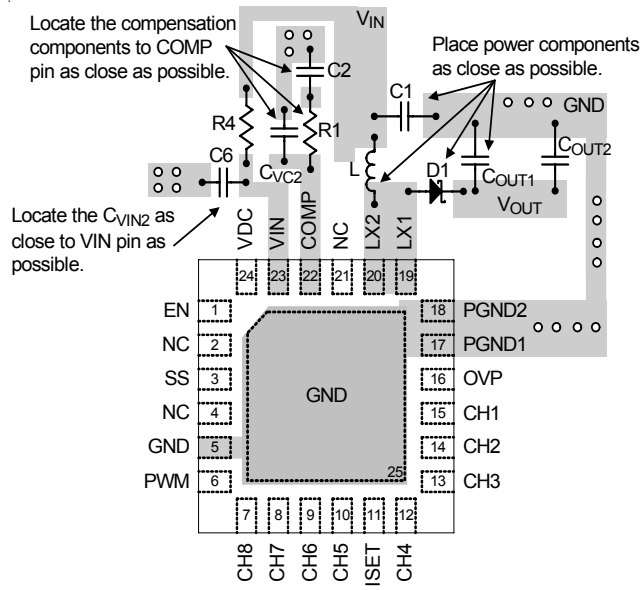 Locate the compensation
components to COMP
pin as close as possible.
VIN
Place power components
as close as possible.
C2
C1
GND
R4
R1
C6
CVC2
L
D1
COUT1
COUT2
VOUT
Locate the CVIN2 as
close to VIN pin as
possible.
VDC
VIN
COMP
NC
LX2
LX1
24
23
22
21
20
19
EN 1
NC 2
SS 3
NC 4
GND 5
PWM 6
18 PGND2
17 PGND1
16 OVP
15 CH1
14 CH2
13 CH3
GND
25
7
8
9
10
11
12
CH8
CH7
CH6
CH5
ISET
CH4